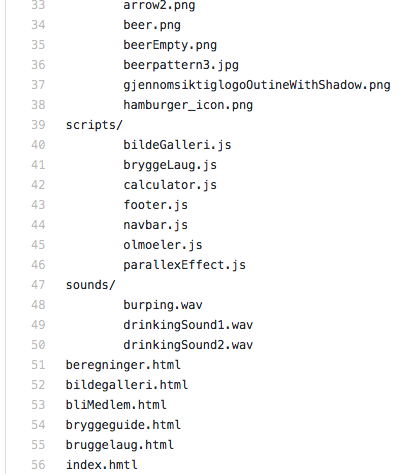 33 arrow2.png
34 beer.png
35 beerEmpty.png
36 beerpattern3.jpg
37 gjennomsiktiglogoOutineWithShadow.png
38 hamburger_icon.png
39 scripts/
40 bildeGalleri.js
41 bryggeLaug.js
42 calculator.js
43 footer.js
44 navbar.js
45 olmoeler.js
46 parallexEffect.js
47 sounds/
48 burping.wav
49 drinkingSound1.wav
50 drinkingSound2.wav
51 beregninger.html
52 bildegalleri.html
53 bliMedlem.html
54 bryggeguide.html
55 bruggelaug.html
56 index.hmtl